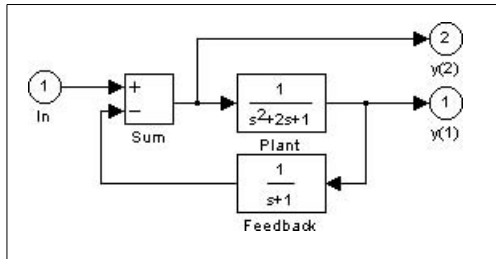 2
y(2)
1
In
+
−
Sum
1
s²+2s+1
Plant
1
y(1)
1
s+1
Feedback